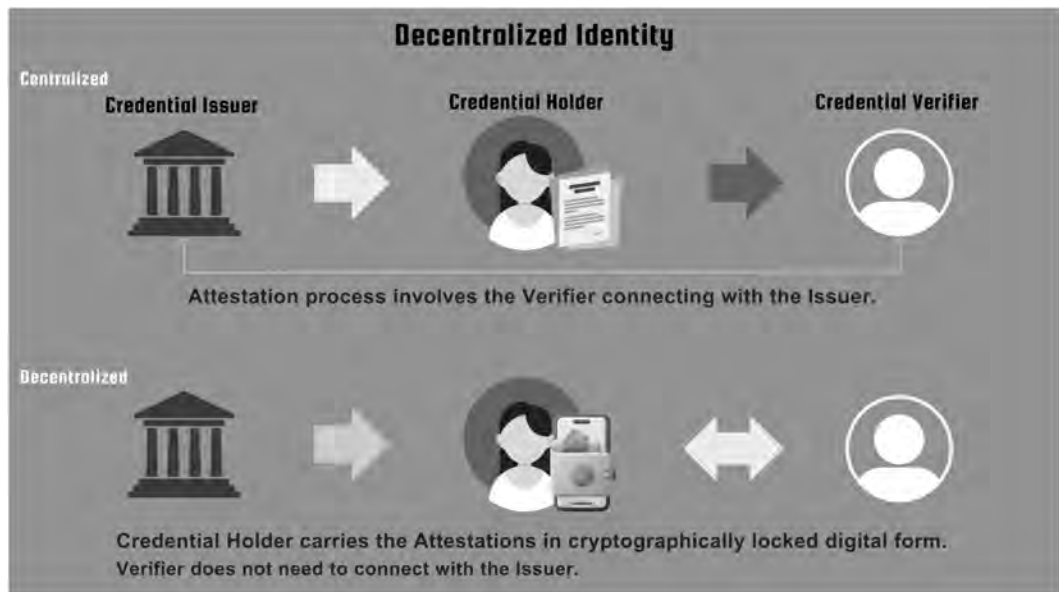 Decentralized Identity
Centralized
Credential Issuer
Credential Holder
Credential Verifier
Attestation process involves the Verifier connecting with the Issuer.
Decentralized
Credential Holder carries the Attestations in cryptographically locked digital form.
Verifier does not need to connect with the Issuer.